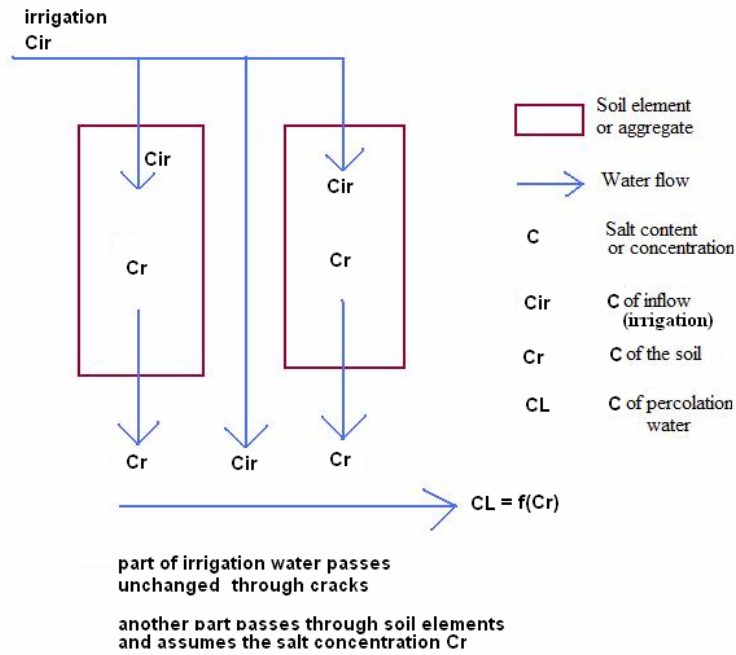 irrigation
Cir
Cir
Cir
Cr
Cr
Cr
Cir
Cr
CL = f(Cr)
part of irrigation water passes
unchanged through cracks
another part passes through soil elements
and assumes the salt concentration Cr
Soil element
or aggregate
Water flow
C
Salt content
or concentration
Cir
C of inflow
(irrigation)
Cr
C of the soil
CL
C of percolation
water